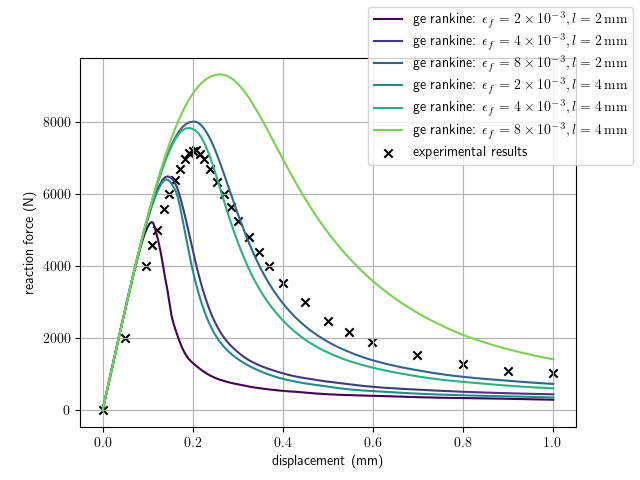 ge rankine: ϵ_f = 2 × 10⁻³, l = 2 mm
ge rankine: ϵ_f = 4 × 10⁻³, l = 2 mm
ge rankine: ϵ_f = 8 × 10⁻³, l = 2 mm
ge rankine: ϵ_f = 2 × 10⁻³, l = 4 mm
ge rankine: ϵ_f = 4 × 10⁻³, l = 4 mm
ge rankine: ϵ_f = 8 × 10⁻³, l = 4 mm
experimental results
reaction force (N)
8000
6000
4000
2000
0
0.0 0.2 0.4 0.6 0.8 1.0
displacement (mm)